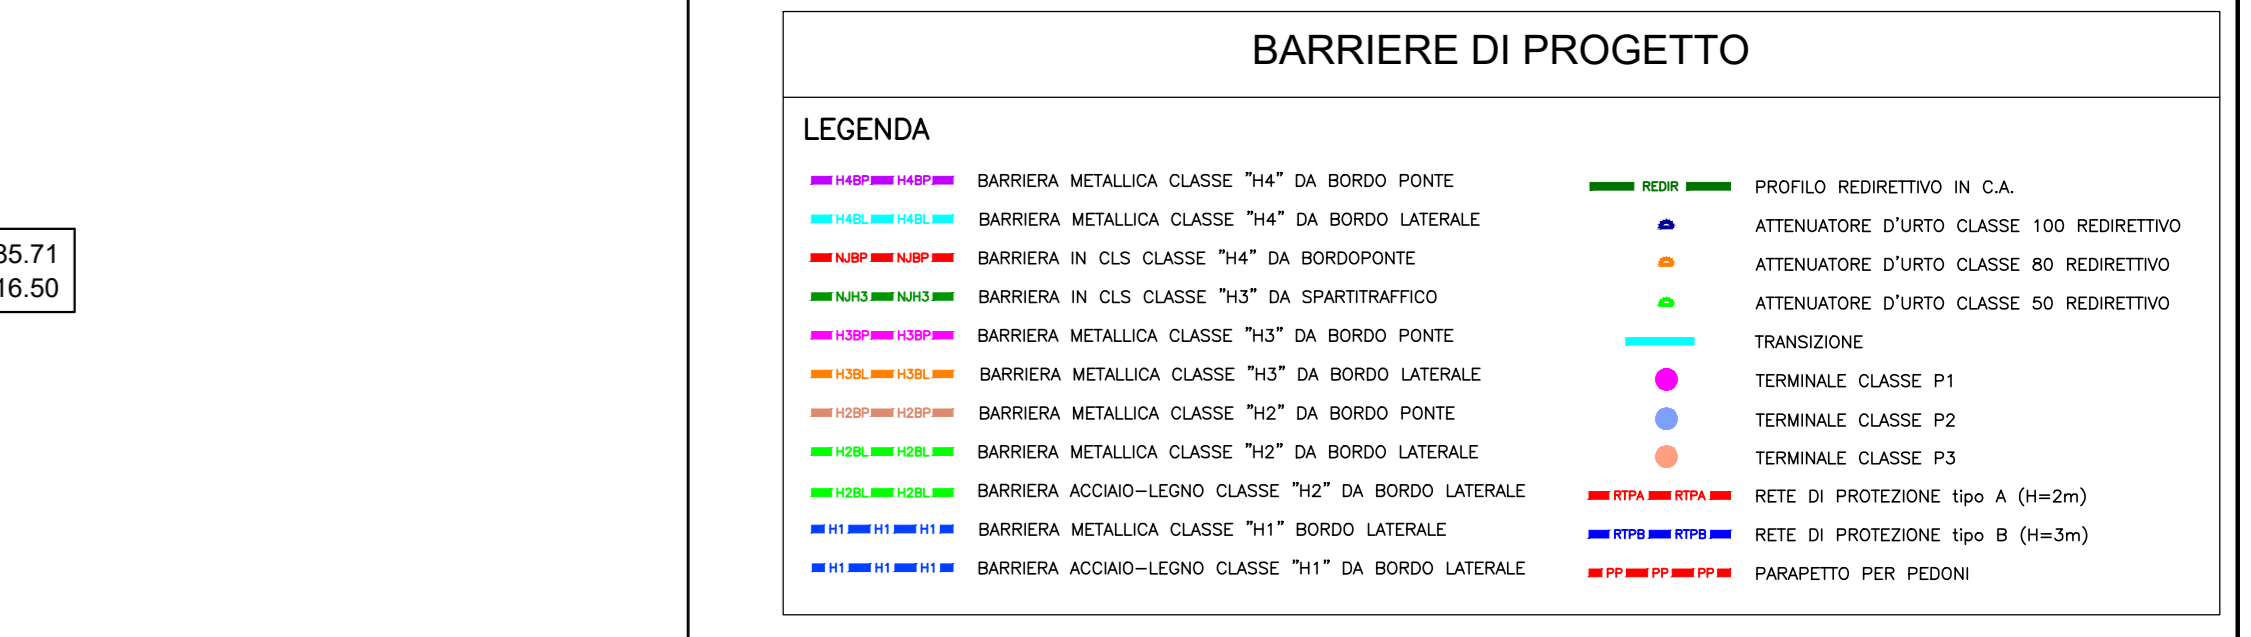 BARRIERE DI PROGETTO
LEGENDA
H4BP H4BP BARRIERA METALLICA CLASSE "H4" DA BORDO PONTE
H4BL H4BL BARRIERA METALLICA CLASSE "H4" DA BORDO LATERALE
NJBP NJBP BARRIERA IN CLS CLASSE "H4" DA BORDOPONTE
NJH3 NJH3 BARRIERA IN CLS CLASSE "H3" DA SPARTITRAFFICO
H3BP H3BP BARRIERA METALLICA CLASSE "H3" DA BORDO PONTE
H3BL H3BL BARRIERA METALLICA CLASSE "H3" DA BORDO LATERALE
H2BP H2BP BARRIERA METALLICA CLASSE "H2" DA BORDO PONTE
H2BL H2BL BARRIERA METALLICA CLASSE "H2" DA BORDO LATERALE
H2BL H2BL BARRIERA ACCIAIO-LEGNO CLASSE "H2" DA BORDO LATERALE
H1 H1 H1 BARRIERA METALLICA CLASSE "H1" BORDO LATERALE
H1 H1 H1 BARRIERA ACCIAIO-LEGNO CLASSE "H1" DA BORDO LATERALE
REDIR PROFILO REDIRETTIVO IN C.A.
ATTENUATORE D'URTO CLASSE 100 REDIRETTIVO
ATTENUATORE D'URTO CLASSE 80 REDIRETTIVO
ATTENUATORE D'URTO CLASSE 50 REDIRETTIVO
TRANSIZIONE
TERMINALE CLASSE P1
TERMINALE CLASSE P2
TERMINALE CLASSE P3
RTPA RTPA RETE DI PROTEZIONE tipo A (H=2m)
RTPB RTPB RETE DI PROTEZIONE tipo B (H=3m)
PP PP PP PARAPETTO PER PEDONI